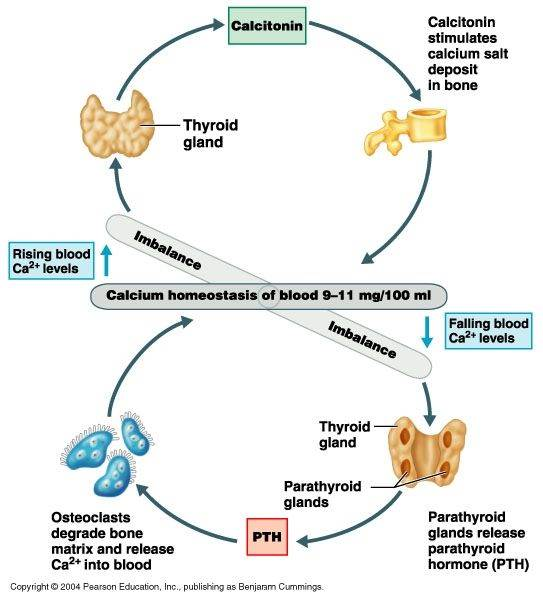 Calcitonin
Calcitonin
stimulates
calcium salt
deposit
in bone
Thyroid
gland
Imbalance
Rising blood
Ca2+ levels
Calcium homeostasis of blood 9–11 mg/100 ml
Imbalance
Falling blood
Ca2+ levels
Thyroid
gland
Parathyroid
glands
Osteoclasts
degrade bone
matrix and release
Ca2+ into blood
PTH
Parathyroid
glands release
parathyroid
hormone (PTH)
Copyright © 2004 Pearson Education, Inc., publishing as Benjamin Cummings.